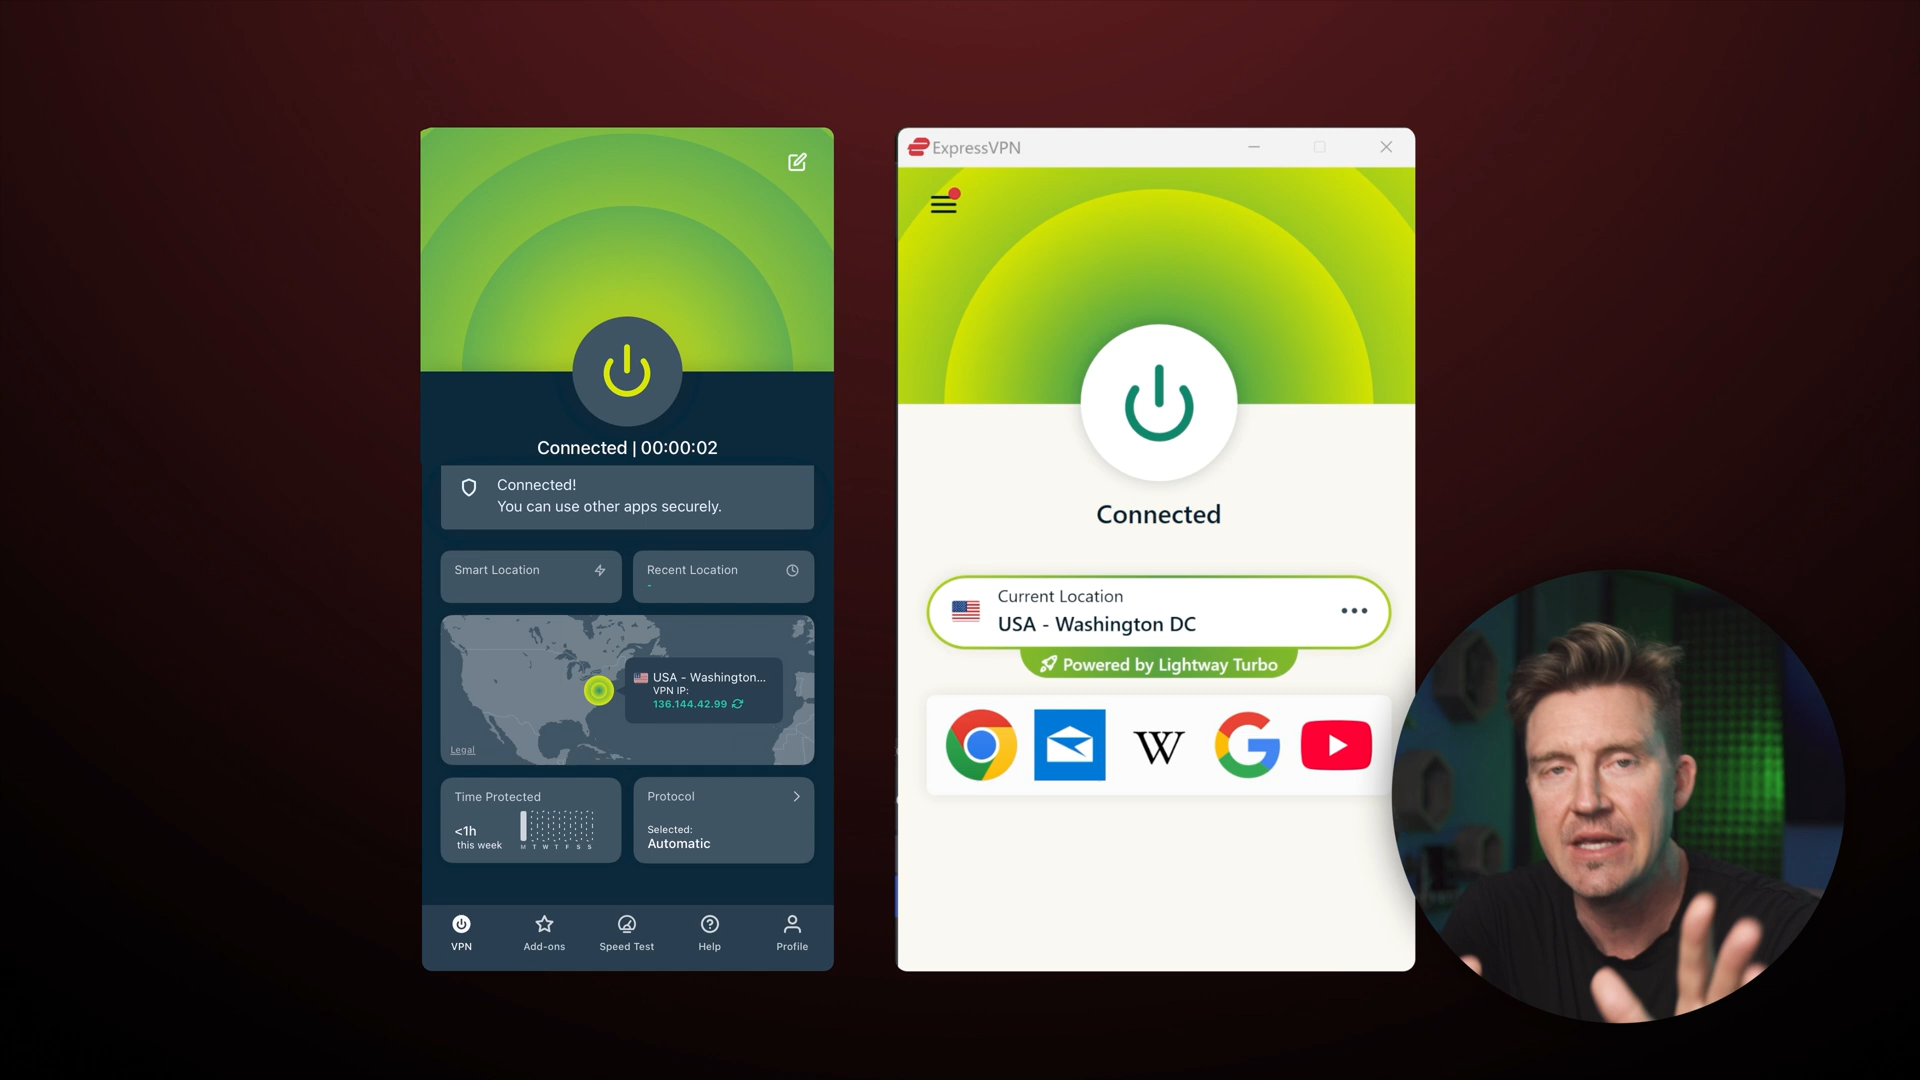 Connected | 00:00:02
Connected!
You can use other apps securely.
Smart Location
Recent Location
-
USA - Washington...
VPN IP:
136.144.42.99
Legal
Time Protected
<1h
this week
M T W T F S S
Protocol
Selected:
Automatic
VPN
Add-ons
Speed Test
Help
Profile
ExpressVPN
Connected
Current Location
USA - Washington DC
Powered by Lightway Turbo
W
G